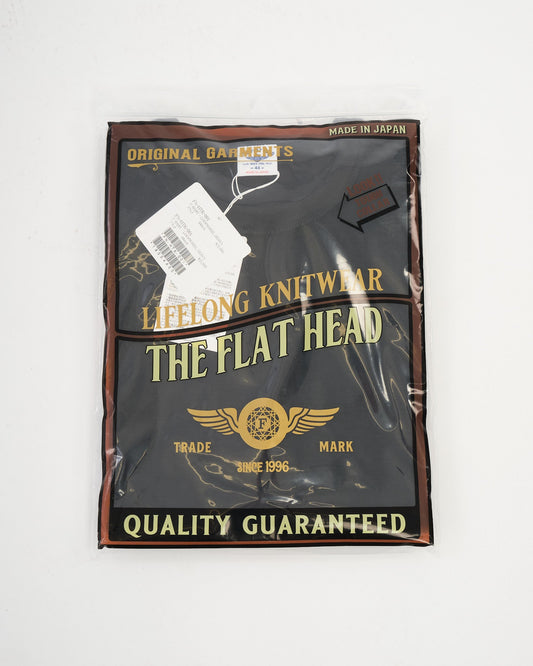 MADE IN JAPAN
ORIGINAL GARMENTS
LIFELONG KNITWEAR
THE FLAT HEAD
F
TRADE MARK
SINCE 1996
QUALITY GUARANTEED